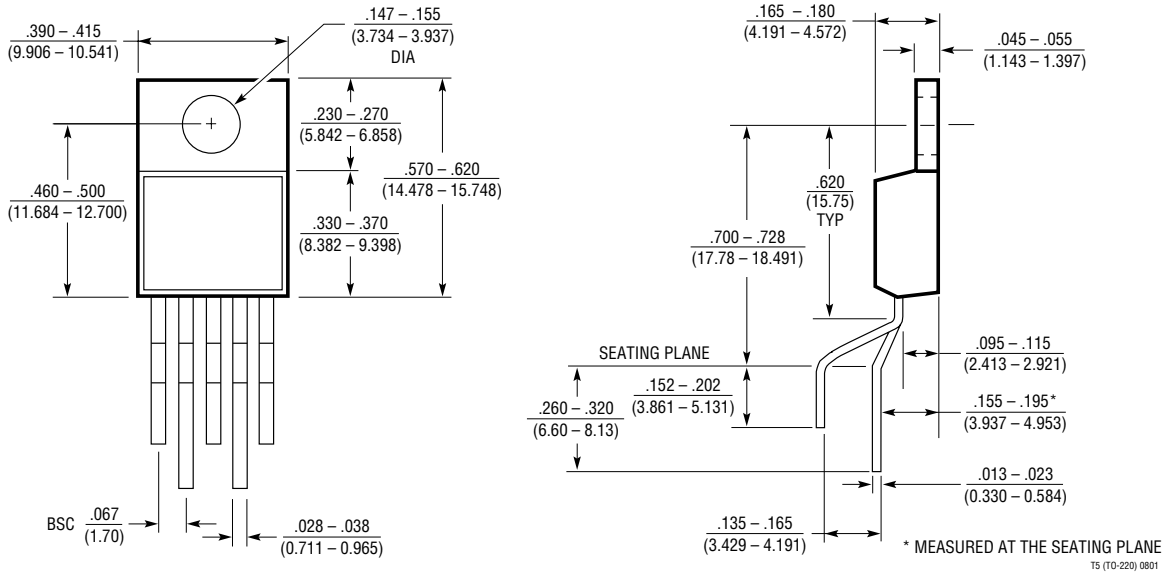 .390 – .415
(9.906 – 10.541)
.147 – .155
(3.734 – 3.937)
DIA
.230 – .270
(5.842 – 6.858)
.570 – .620
(14.478 – 15.748)
.460 – .500
(11.684 – 12.700)
.330 – .370
(8.382 – 9.398)
BSC
.067
(1.70)
.028 – .038
(0.711 – 0.965)
.165 – .180
(4.191 – 4.572)
.045 – .055
(1.143 – 1.397)
.620
(15.75)
TYP
.700 – .728
(17.78 – 18.491)
SEATING PLANE
.095 – .115
(2.413 – 2.921)
.152 – .202
(3.861 – 5.131)
.260 – .320
(6.60 – 8.13)
.155 – .195*
(3.937 – 4.953)
.013 – .023
(0.330 – 0.584)
.135 – .165
(3.429 – 4.191)
* MEASURED AT THE SEATING PLANE
T5 (TO-220) 0801